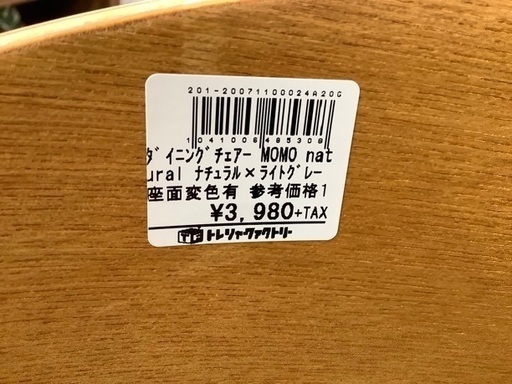 201-20071100024A20G
1041006485308
ﾀﾞｲﾆﾝｸﾞﾁｪｱｰ MOMO nat
ural ﾅﾁｭﾗﾙ×ﾗｲﾄｸﾞﾚｰ
座面変色有 参考価格1
¥3,980+TAX
TF トレジャーファクトリー